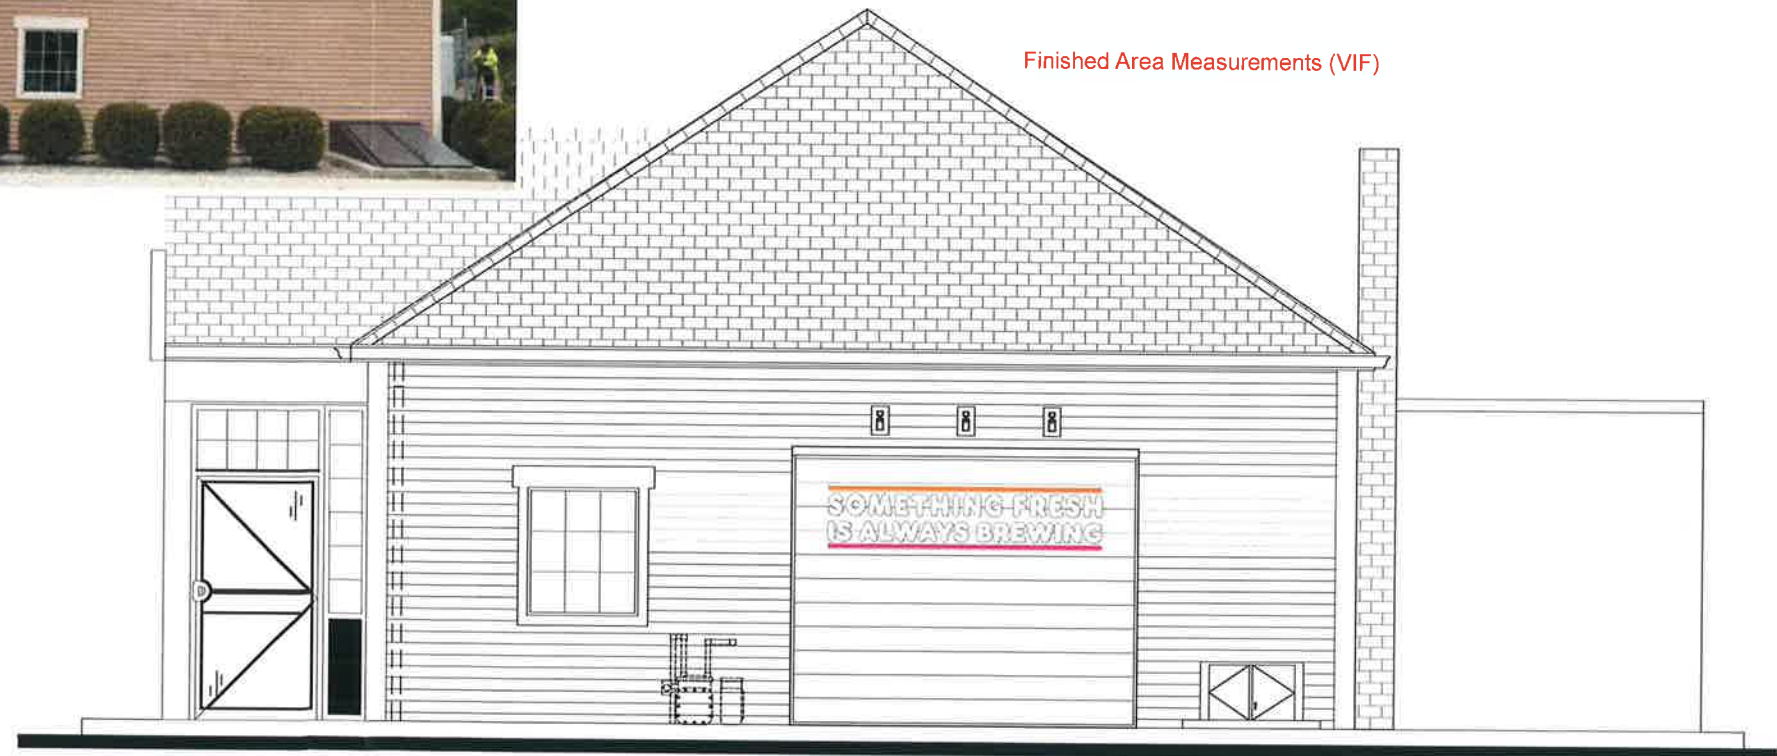 Finished Area Measurements (VIF)
SOMETHING FRESH
IS ALWAYS BREWING